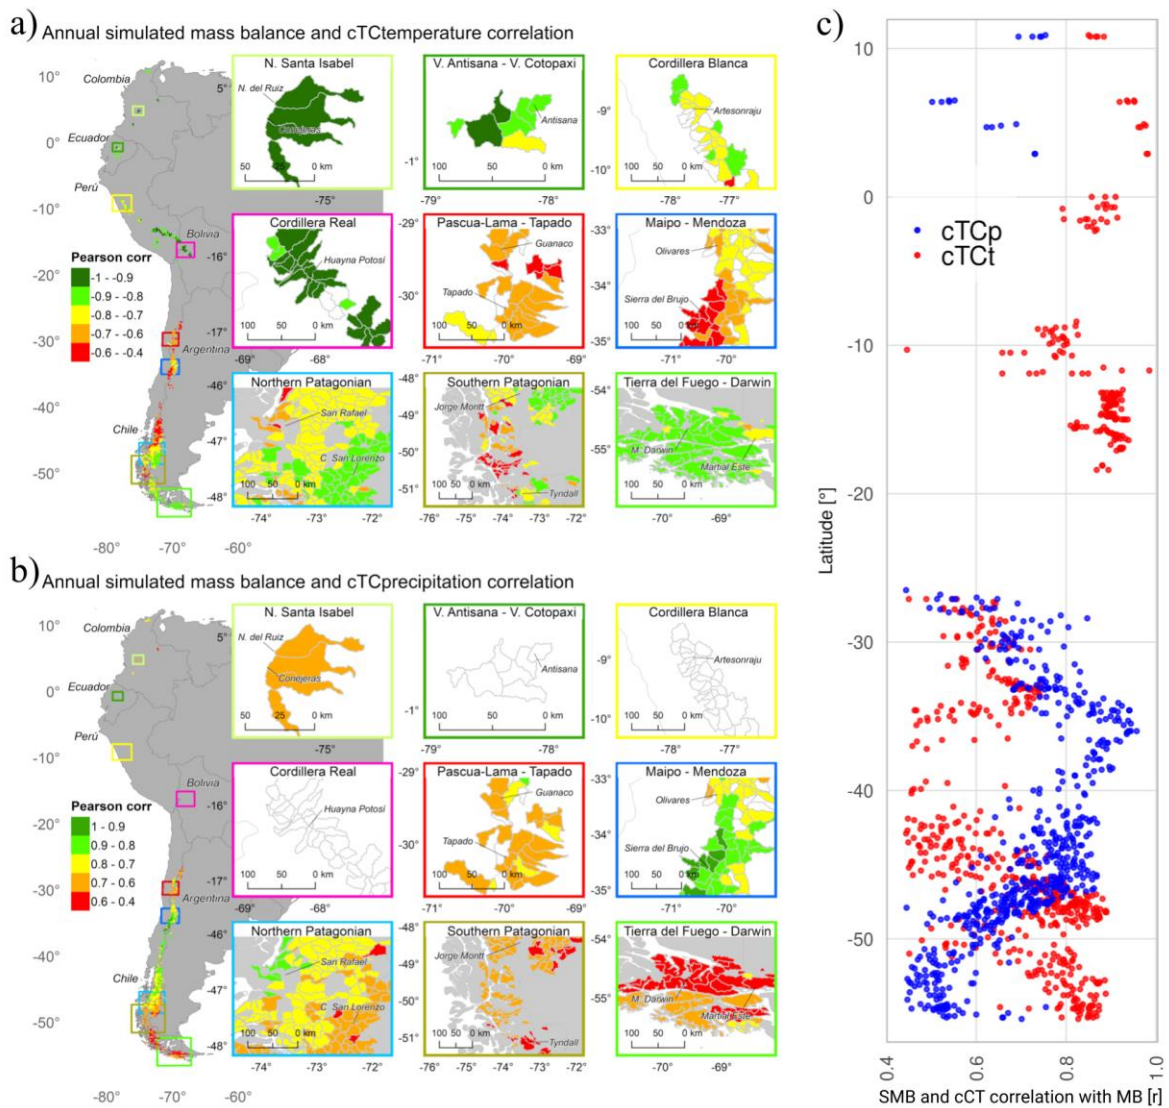 a) Annual simulated mass balance and cTCtemperature correlation
10°
0°
-10°
-20°
-30°
-40°
-50°
-80° -70° -60°
Colombia
Ecuador
Perú
Bolivia
Argentina
Chile
Pearson corr
-1 - -0.9
-0.9 - -0.8
-0.8 - -0.7
-0.7 - -0.6
-0.6 - -0.4
N. Santa Isabel
N. del Ruiz
Conejeras
50 25 0 km
5°
-75°
V. Antisana - V. Cotopaxi
Antisana
100 50 0 km
-1°
-79° -78°
Cordillera Blanca
Artesonraju
100 50 0 km
-9°
-10°
-78° -77°
Cordillera Real
Huayna Potosí
100 50 0 km
-16°
-17°
-69° -68°
Pascua-Lama - Tapado
Guanaco
Tapado
100 50 0 km
-29°
-30°
-71° -70° -69°
Maipo - Mendoza
Olivares
Sierra del Brujo
100 50 0 km
-33°
-34°
-35°
-71° -70°
Northern Patagonian
San Rafael
C. San Lorenzo
100 50 0 km
-46°
-47°
-48°
-74° -73° -72°
Southern Patagonian
Jorge Montt
Tyndall
100 50 0 km
-48°
-49°
-50°
-51°
-76° -75° -74° -73° -72°
Tierra del Fuego - Darwin
M. Darwin
Martial Este
100 50 0 km
-54°
-55°
-70° -69°
b) Annual simulated mass balance and cTCprecipitation correlation
10°
0°
-10°
-20°
-30°
-40°
-50°
-80° -70° -60°
Colombia
Ecuador
Perú
Bolivia
Argentina
Chile
Pearson corr
1 - 0.9
0.9 - 0.8
0.8 - 0.7
0.7 - 0.6
0.6 - 0.4
N. Santa Isabel
N. del Ruiz
Conejeras
50 25 0 km
5°
-75°
V. Antisana - V. Cotopaxi
Antisana
100 50 0 km
-1°
-79° -78°
Cordillera Blanca
Artesonraju
100 50 0 km
-9°
-10°
-78° -77°
Cordillera Real
Huayna Potosí
100 50 0 km
-16°
-17°
-69° -68°
Pascua-Lama - Tapado
Guanaco
Tapado
100 50 0 km
-29°
-30°
-71° -70° -69°
Maipo - Mendoza
Olivares
Sierra del Brujo
100 50 0 km
-33°
-34°
-35°
-71° -70°
Northern Patagonian
San Rafael
C. San Lorenzo
100 50 0 km
-46°
-47°
-48°
-74° -73° -72°
Southern Patagonian
Jorge Montt
Tyndall
100 50 0 km
-48°
-49°
-50°
-51°
-76° -75° -74° -73° -72°
Tierra del Fuego - Darwin
M. Darwin
Martial Este
100 50 0 km
-54°
-55°
-70° -69°
c)
cTCp
cTCt
Latitude [°]
10
0
-10
-20
-30
-40
-50
0.4 0.6 0.8 1.0
SMB and cCT correlation with MB [r]